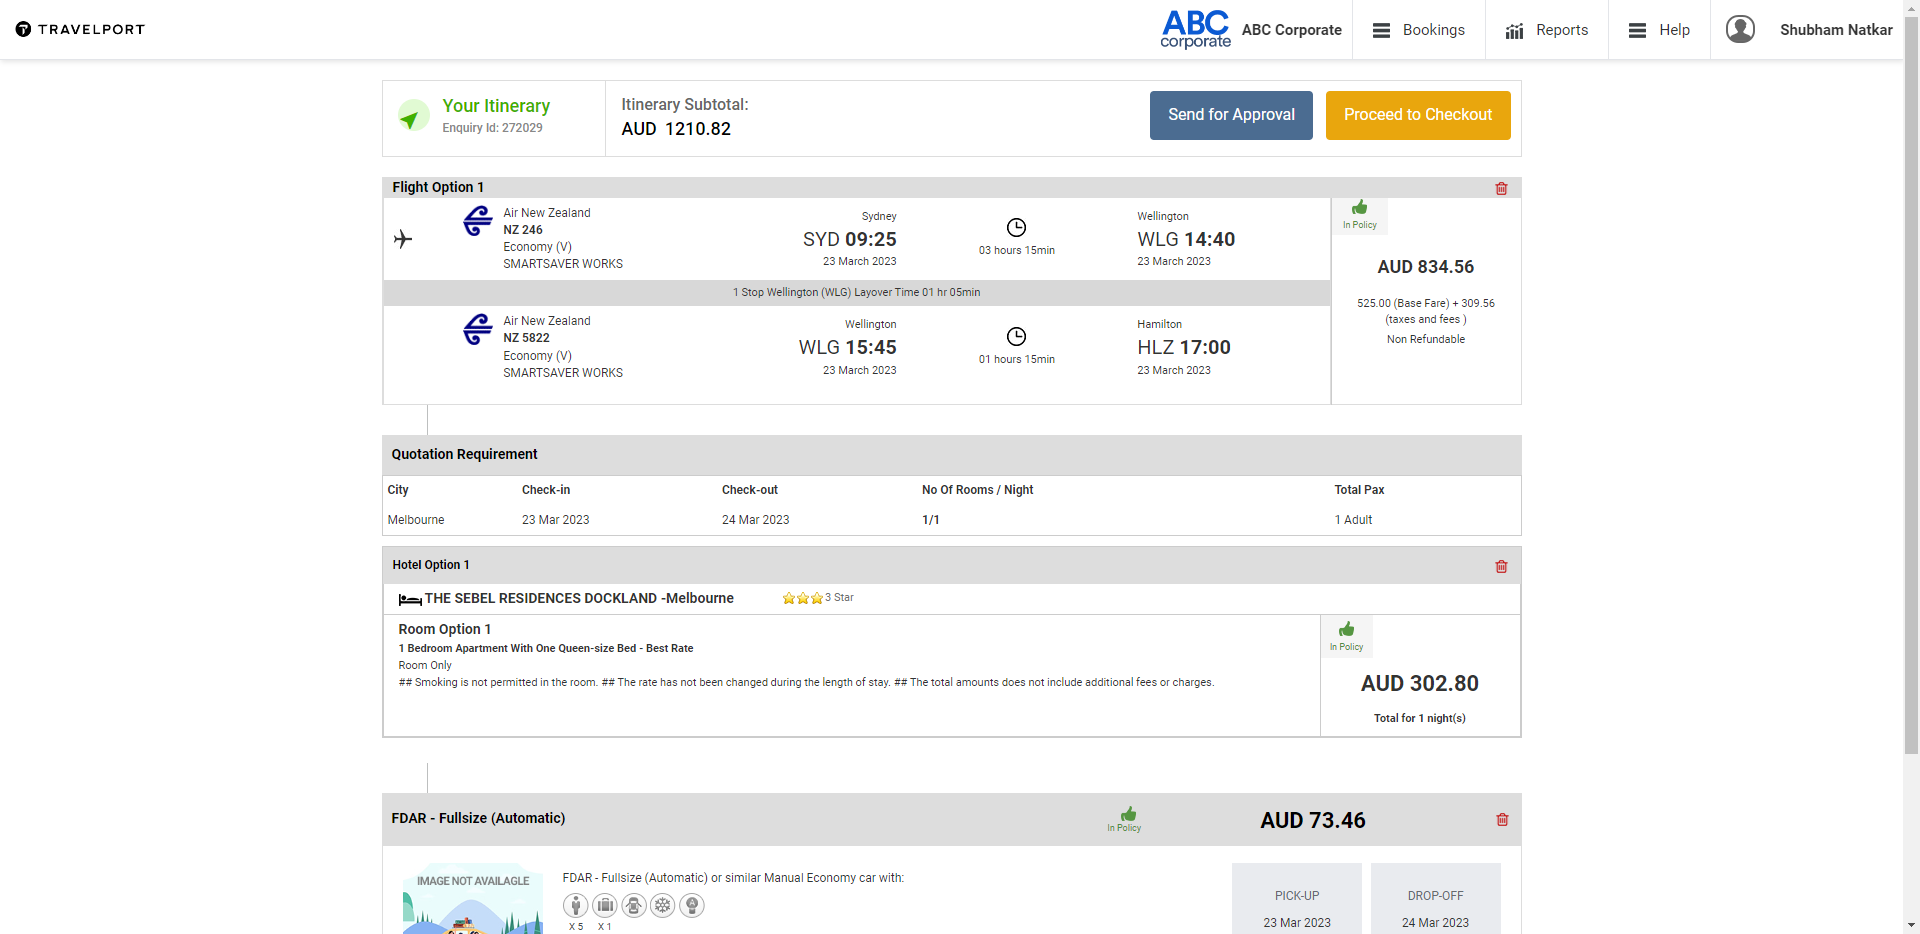 TRAVELPORT
ABC
corporate
ABC Corporate
Bookings
Reports
Help
Shubham Natkar
Your Itinerary
Enquiry Id: 272029
Itinerary Subtotal:
AUD 1210.82
Send for Approval
Proceed to Checkout
Flight Option 1
Air New Zealand
NZ 246
Economy (V)
SMARTSAVER WORKS
Sydney
SYD 09:25
23 March 2023
03 hours 15min
Wellington
WLG 14:40
23 March 2023
In Policy
AUD 834.56
525.00 (Base Fare) + 309.56
(taxes and fees )
Non Refundable
1 Stop Wellington (WLG) Layover Time 01 hr 05min
Air New Zealand
NZ 5822
Economy (V)
SMARTSAVER WORKS
Wellington
WLG 15:45
23 March 2023
01 hours 15min
Hamilton
HLZ 17:00
23 March 2023
Quotation Requirement
City Check-in Check-out No Of Rooms / Night Total Pax
Melbourne 23 Mar 2023 24 Mar 2023 1/1 1 Adult
Hotel Option 1
THE SEBEL RESIDENCES DOCKLAND -Melbourne
3 Star
Room Option 1
1 Bedroom Apartment With One Queen-size Bed - Best Rate
Room Only
## Smoking is not permitted in the room. ## The rate has not been changed during the length of stay. ## The total amounts does not include additional fees or charges.
In Policy
AUD 302.80
Total for 1 night(s)
FDAR - Fullsize (Automatic)
In Policy
AUD 73.46
IMAGE NOT AVAILAGLE
FDAR - Fullsize (Automatic) or similar Manual Economy car with:
A
X 5 X 1
PICK-UP
23 Mar 2023
DROP-OFF
24 Mar 2023